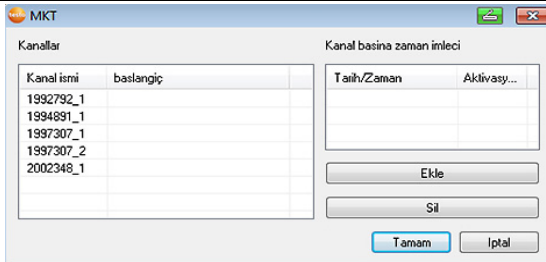 testo MKT
Kanallar
Kanal basina zaman imleci
Kanal ismi baslangiç
Tarih/Zaman Aktivasy...
1992792_1
1994891_1
1997307_1
1997307_2
2002348_1
Ekle
Sil
Tamam Iptal